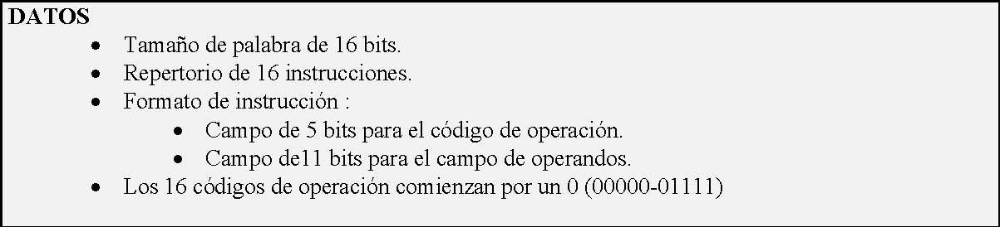 DATOS
• Tamaño de palabra de 16 bits.
• Repertorio de 16 instrucciones.
• Formato de instrucción :
• Campo de 5 bits para el código de operación.
• Campo de11 bits para el campo de operandos.
• Los 16 códigos de operación comienzan por un 0 (00000-01111)